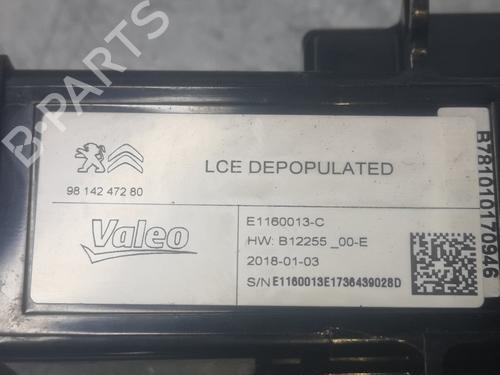 LCE DEPOPULATED
98 142 472 80
Valeo
E1160013-C
HW: B12255 _00-E
2018-01-03
S/N E1160013E1736439028D
B781010170946
B-PARTS